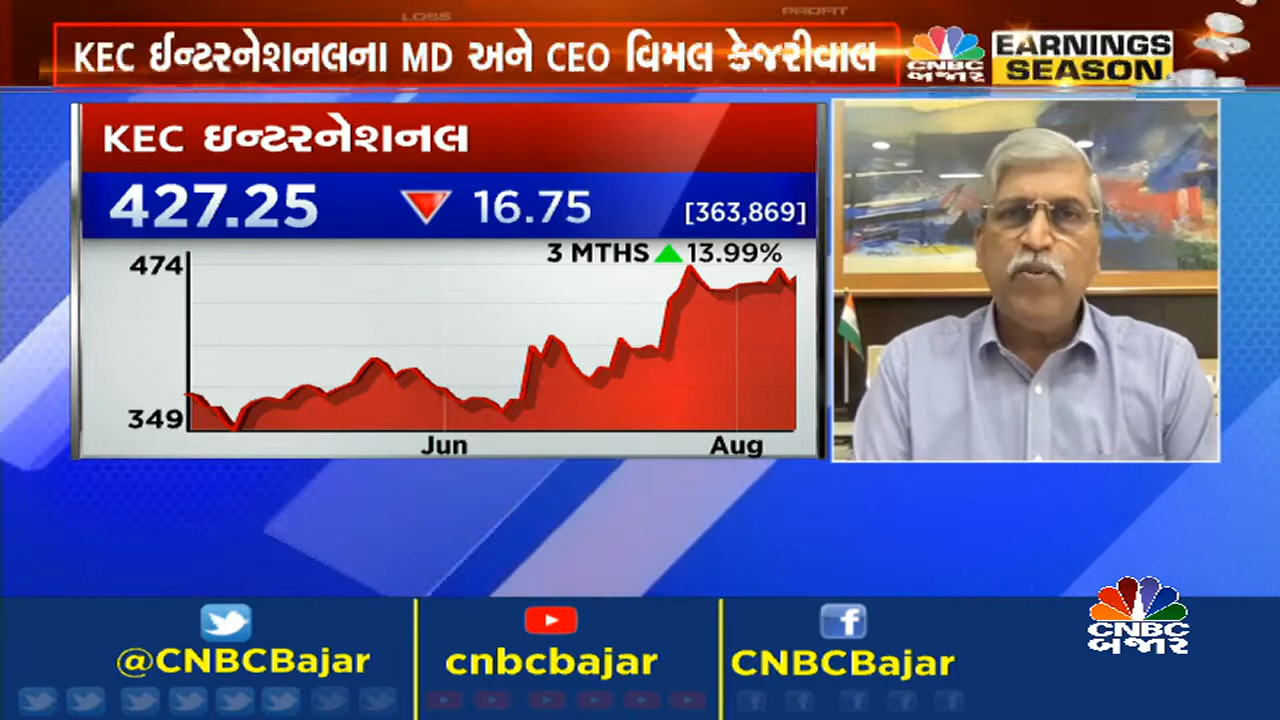 LOSS
PROFIT
KEC ઈન્ટરનેશનલના MD અને CEO વિમલ કેજરીવાલ
CNBC
બજાર
EARNINGS
SEASON
KEC ઇન્ટરનેશનલ
427.25 16.75 [363,869]
3 MTHS 13.99%
474
349
Jun Aug
@CNBCBajar cnbcbajar CNBCBajar
CNBC
બજાર